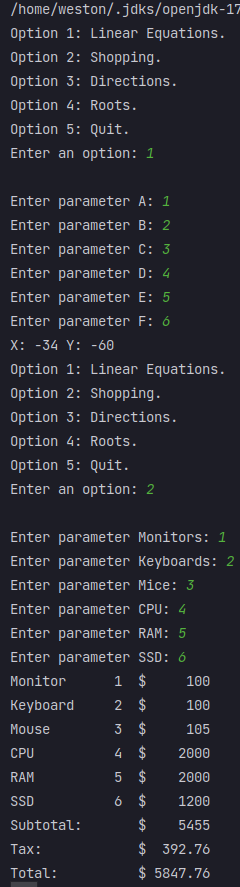 /home/weston/.jdks/openjdk-17
Option 1: Linear Equations.
Option 2: Shopping.
Option 3: Directions.
Option 4: Roots.
Option 5: Quit.
Enter an option: 1
Enter parameter A: 1
Enter parameter B: 2
Enter parameter C: 3
Enter parameter D: 4
Enter parameter E: 5
Enter parameter F: 6
X: -34 Y: -60
Option 1: Linear Equations.
Option 2: Shopping.
Option 3: Directions.
Option 4: Roots.
Option 5: Quit.
Enter an option: 2
Enter parameter Monitors: 1
Enter parameter Keyboards: 2
Enter parameter Mice: 3
Enter parameter CPU: 4
Enter parameter RAM: 5
Enter parameter SSD: 6
Monitor      1  $     100
Keyboard     2  $     100
Mouse        3  $     105
CPU          4  $    2000
RAM          5  $    2000
SSD          6  $    1200
Subtotal:       $    5455
Tax:            $  392.76
Total:          $ 5847.76